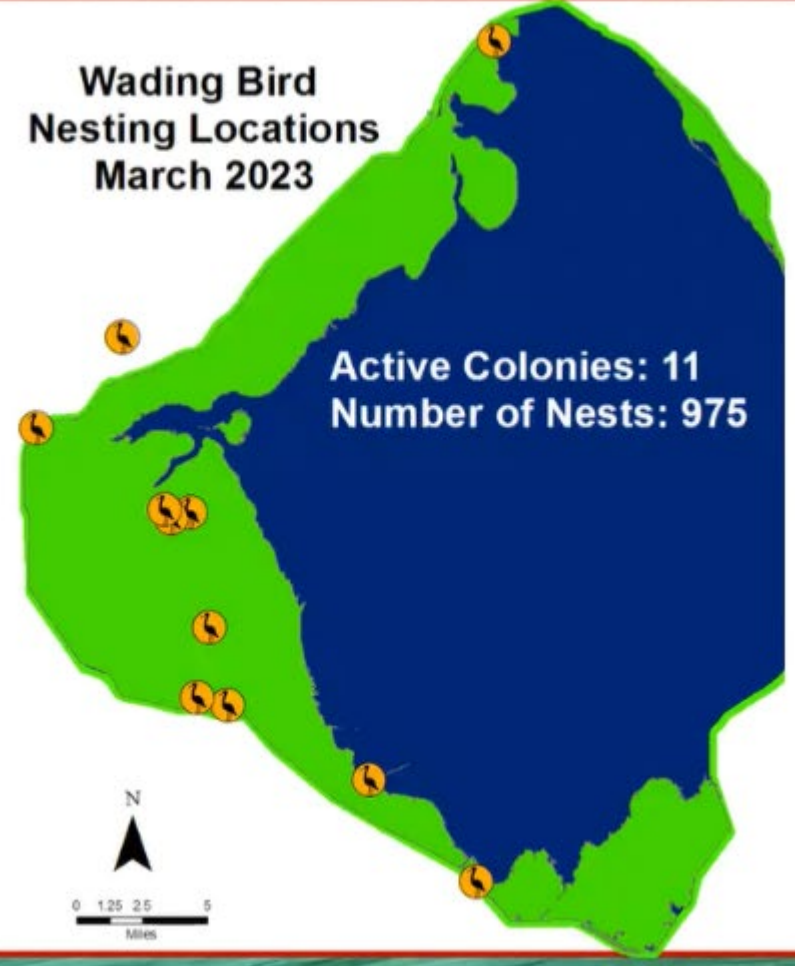 Wading Bird
Nesting Locations
March 2023
Active Colonies: 11
Number of Nests: 975
N
0 1.25 2.5 5
Miles